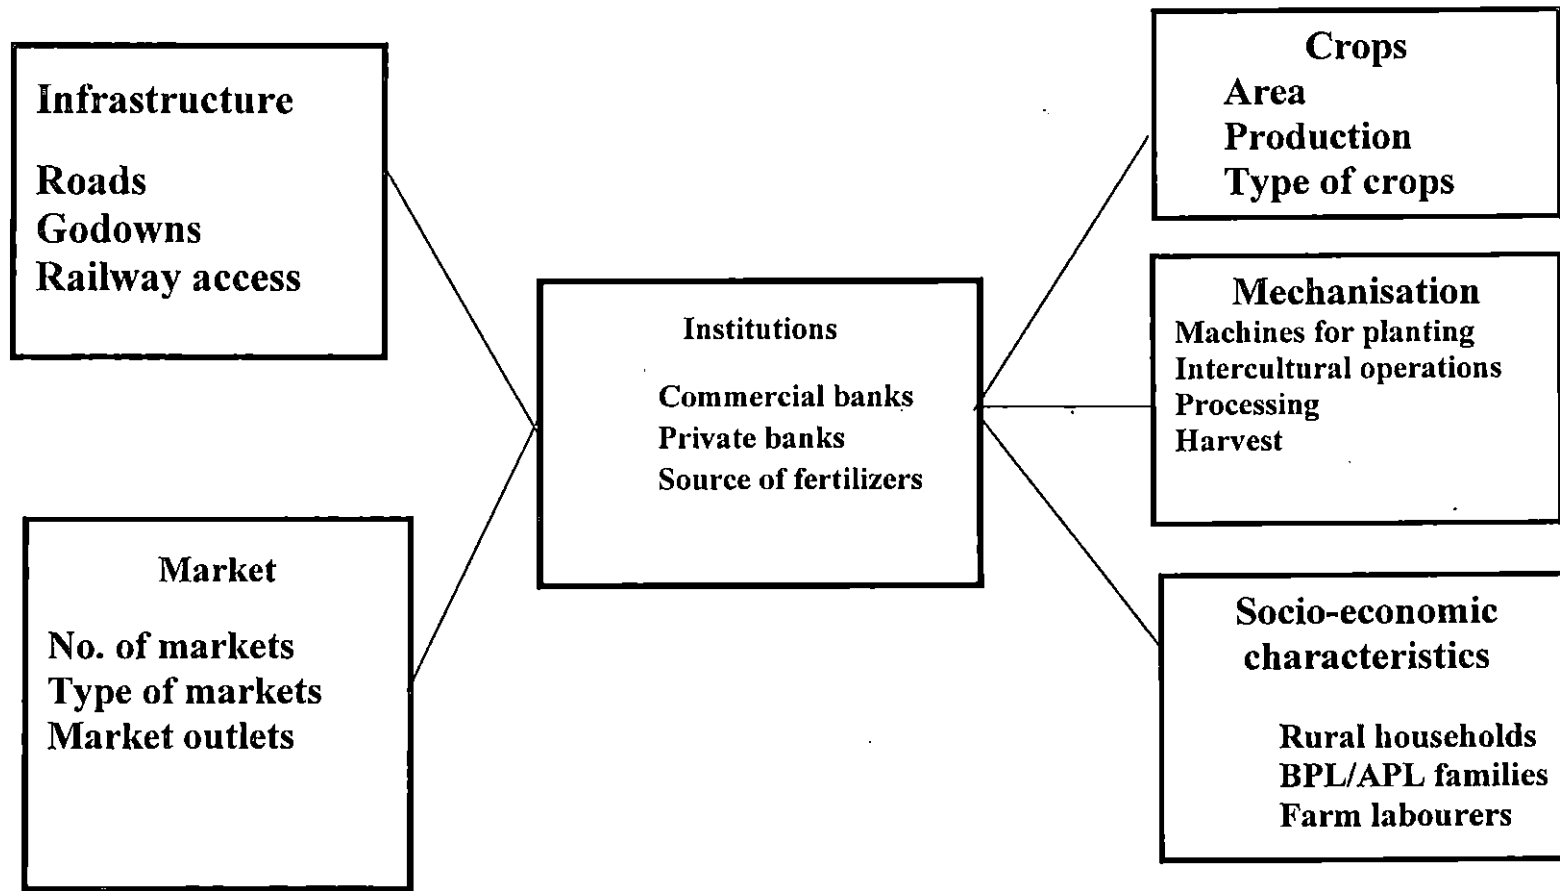 Infrastructure
Roads
Godowns
Railway access
Market
No. of markets
Type of markets
Market outlets
Institutions
Commercial banks
Private banks
Source of fertilizers
Crops
Area
Production
Type of crops
Mechanisation
Machines for planting
Intercultural operations
Processing
Harvest
Socio-economic
characteristics
Rural households
BPL/APL families
Farm labourers